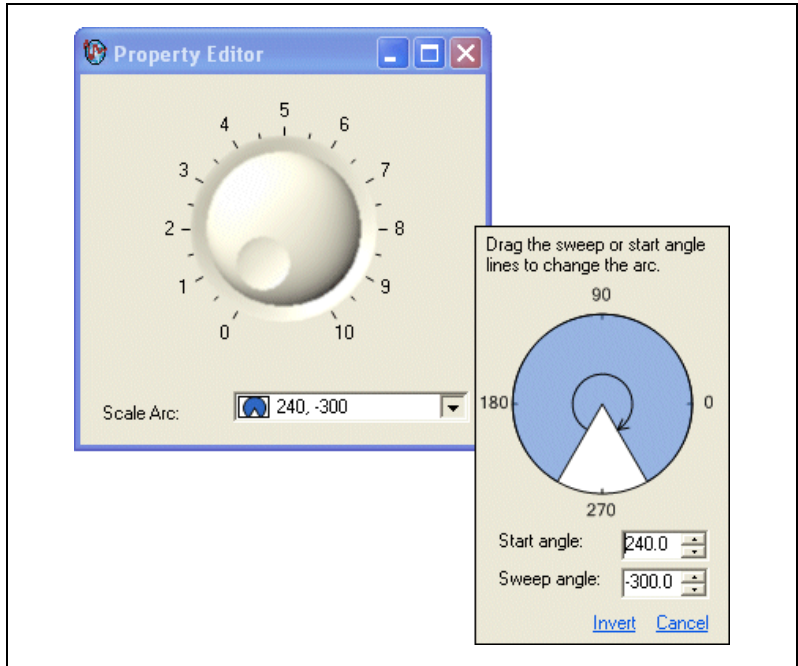 Property Editor
5
4
6
3
7
2
8
1
9
0
10
Scale Arc:
240, -300
Drag the sweep or start angle
lines to change the arc.
90
180
0
270
Start angle:
240.0
Sweep angle:
-300.0
Invert
Cancel